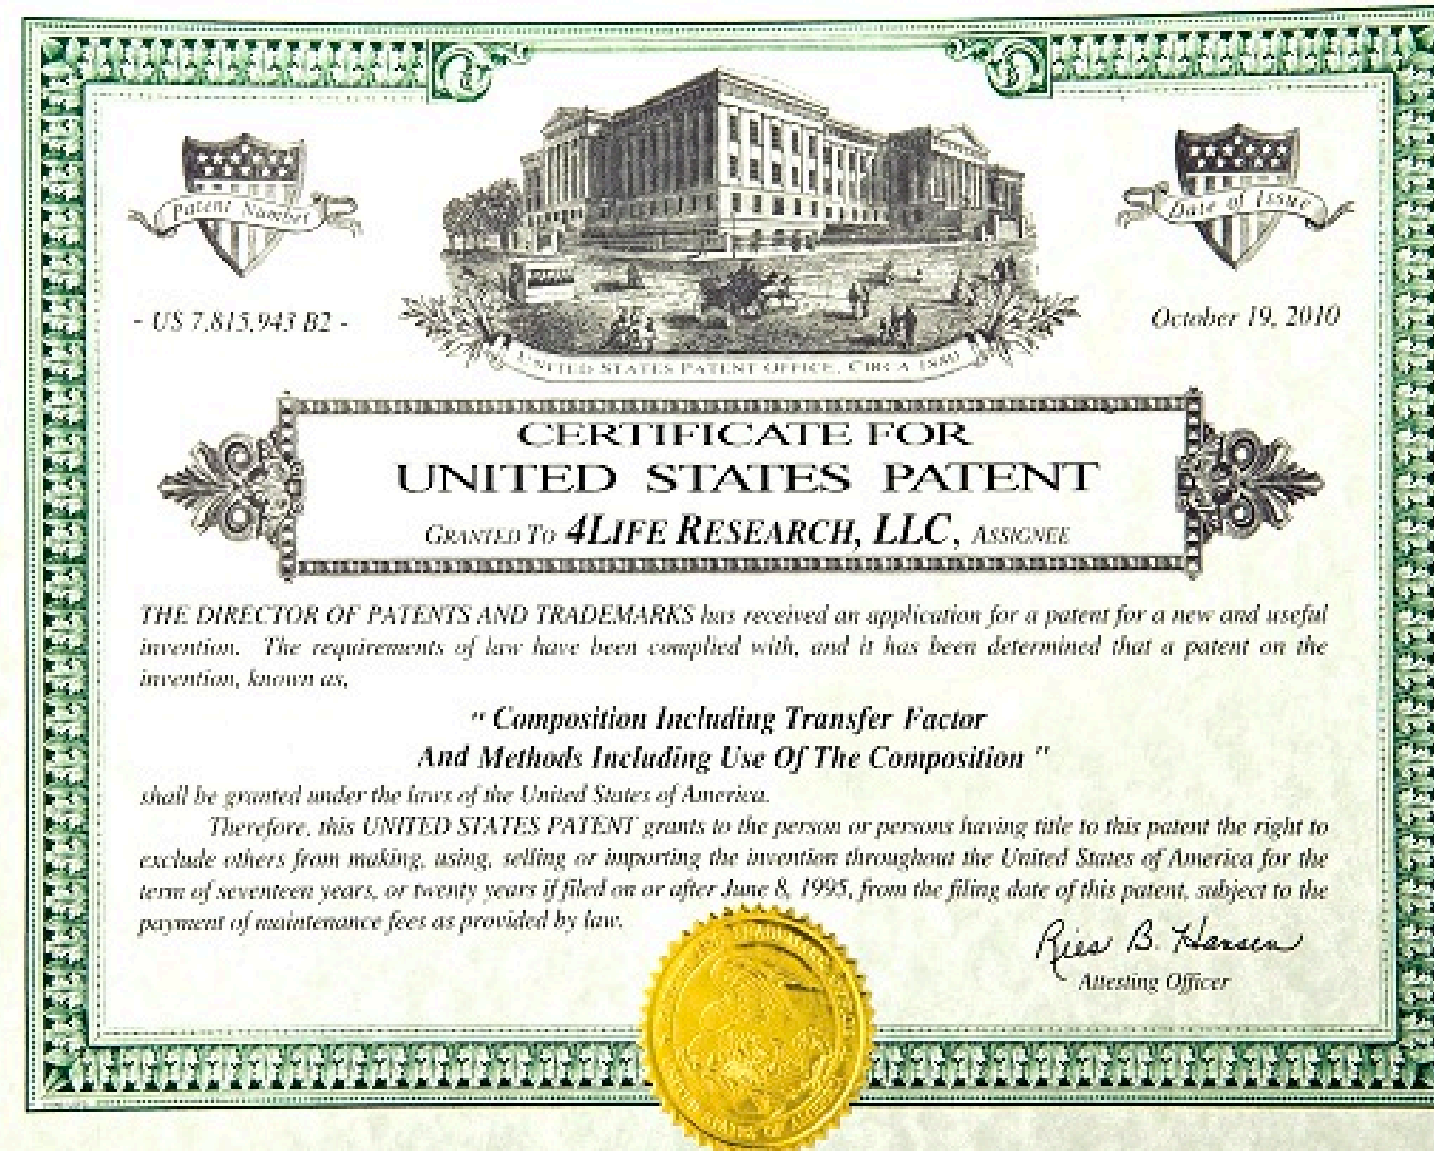 Patent Number
Date of Issue
- US 7,815,943 B2 -
October 19, 2010
UNITED STATES PATENT OFFICE, CIRCA 1880
CERTIFICATE FOR
UNITED STATES PATENT
GRANTED TO 4LIFE RESEARCH, LLC, ASSIGNEE
THE DIRECTOR OF PATENTS AND TRADEMARKS has received an application for a patent for a new and useful
invention. The requirements of law have been complied with, and it has been determined that a patent on the
invention, known as,
" Composition Including Transfer Factor
And Methods Including Use Of The Composition "
shall be granted under the laws of the United States of America.
Therefore, this UNITED STATES PATENT grants to the person or persons having title to this patent the right to
exclude others from making, using, selling or importing the invention throughout the United States of America for the
term of seventeen years, or twenty years if filed on or after June 8, 1995, from the filing date of this patent, subject to the
payment of maintenance fees as provided by law.
Ries B. Hansen
Attesting Officer